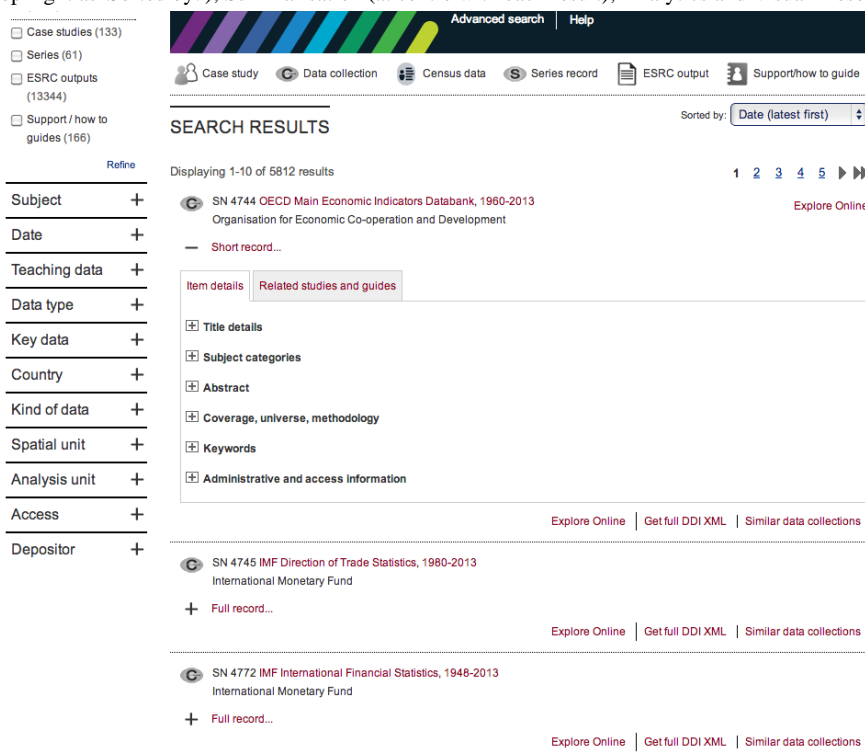 Case studies (133)
Series (61)
ESRC outputs
(13344)
Support / how to
guides (166)
Refine
Subject +
Date +
Teaching data +
Data type +
Key data +
Country +
Kind of data +
Spatial unit +
Analysis unit +
Access +
Depositor +
Advanced search | Help
Case study Data collection Census data Series record ESRC output Support/how to guide
SEARCH RESULTS
Sorted by: Date (latest first)
Displaying 1-10 of 5812 results
1 2 3 4 5
SN 4744 OECD Main Economic Indicators Databank, 1960-2013
Explore Online
Organisation for Economic Co-operation and Development
Short record...
Item details Related studies and guides
Title details
Subject categories
Abstract
Coverage, universe, methodology
Keywords
Administrative and access information
Explore Online | Get full DDI XML | Similar data collections
SN 4745 IMF Direction of Trade Statistics, 1980-2013
International Monetary Fund
+ Full record...
Explore Online | Get full DDI XML | Similar data collections
SN 4772 IMF International Financial Statistics, 1948-2013
International Monetary Fund
+ Full record...
Explore Online | Get full DDI XML | Similar data collections